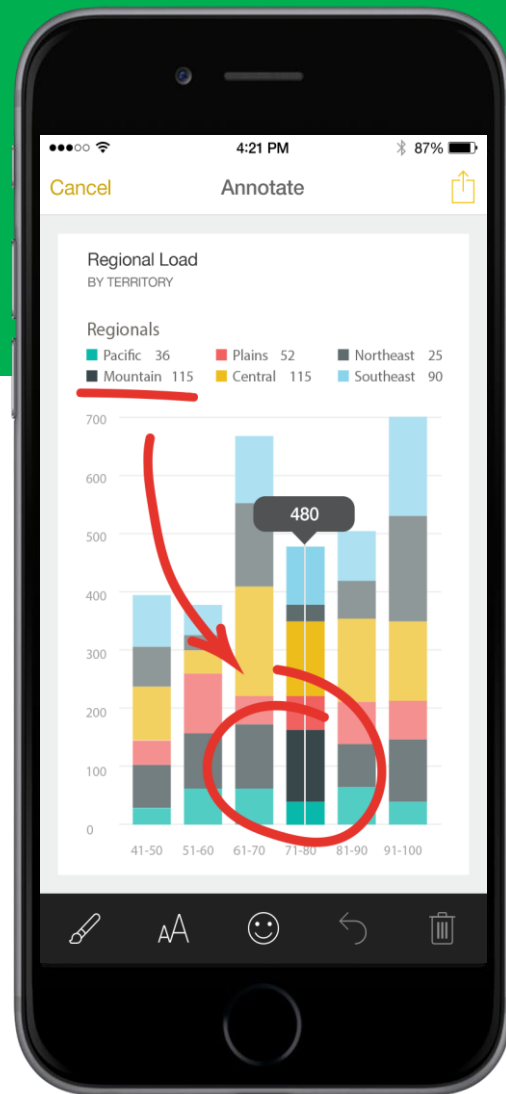 4:21 PM 87%
Cancel Annotate
Regional Load
BY TERRITORY
Regionals
Pacific 36 Plains 52 Northeast 25
Mountain 115 Central 115 Southeast 90
700
600
500
480
400
300
200
100
0
41-50 51-60 61-70 71-80 81-90 91-100
AA